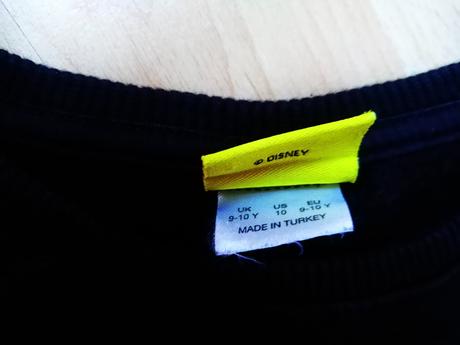 © DISNEY
UK US EU
9-10 Y 10 9-10 Y
MADE IN TURKEY